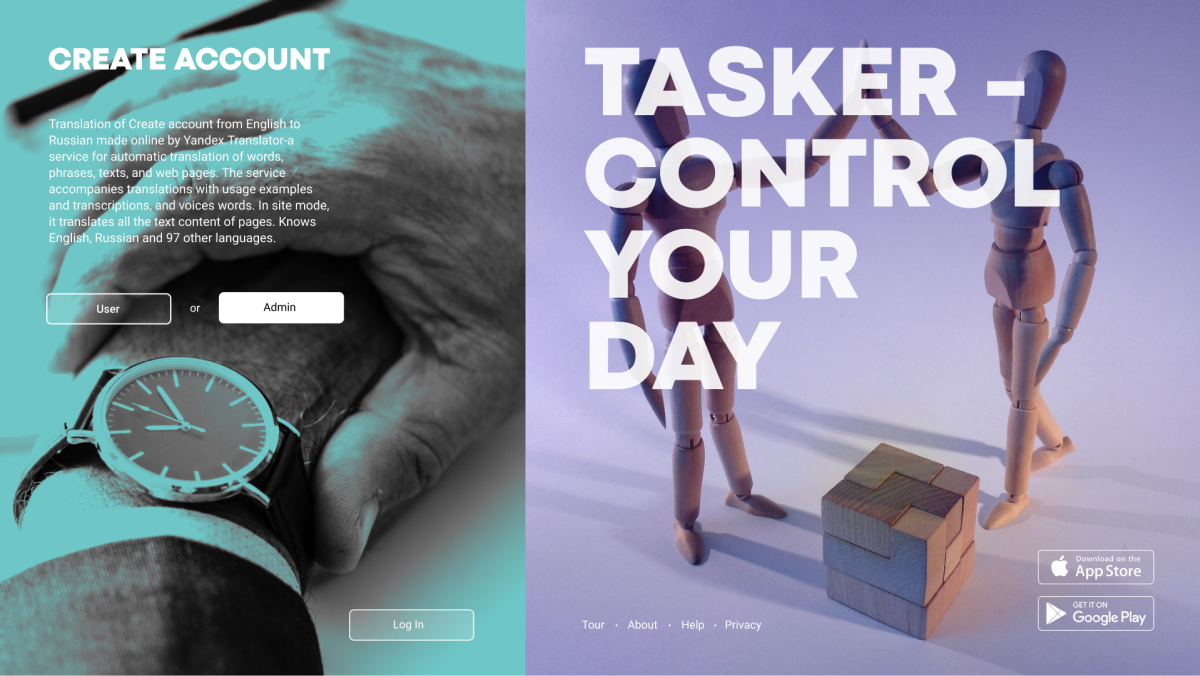 CREATE ACCOUNT
Translation of Create account from English to
Russian made online by Yandex.Translator-a
service for automatic translation of words,
phrases, texts, and web pages. The service
accompanies translations with usage examples
and transcriptions, and voices words. In site mode,
it translates all the text content of pages. Knows
English, Russian and 97 other languages.
User or Admin
Log In
TASKER –
CONTROL
YOUR
DAY
Tour • About • Help • Privacy
Download on the
App Store
GET IT ON
Google Play